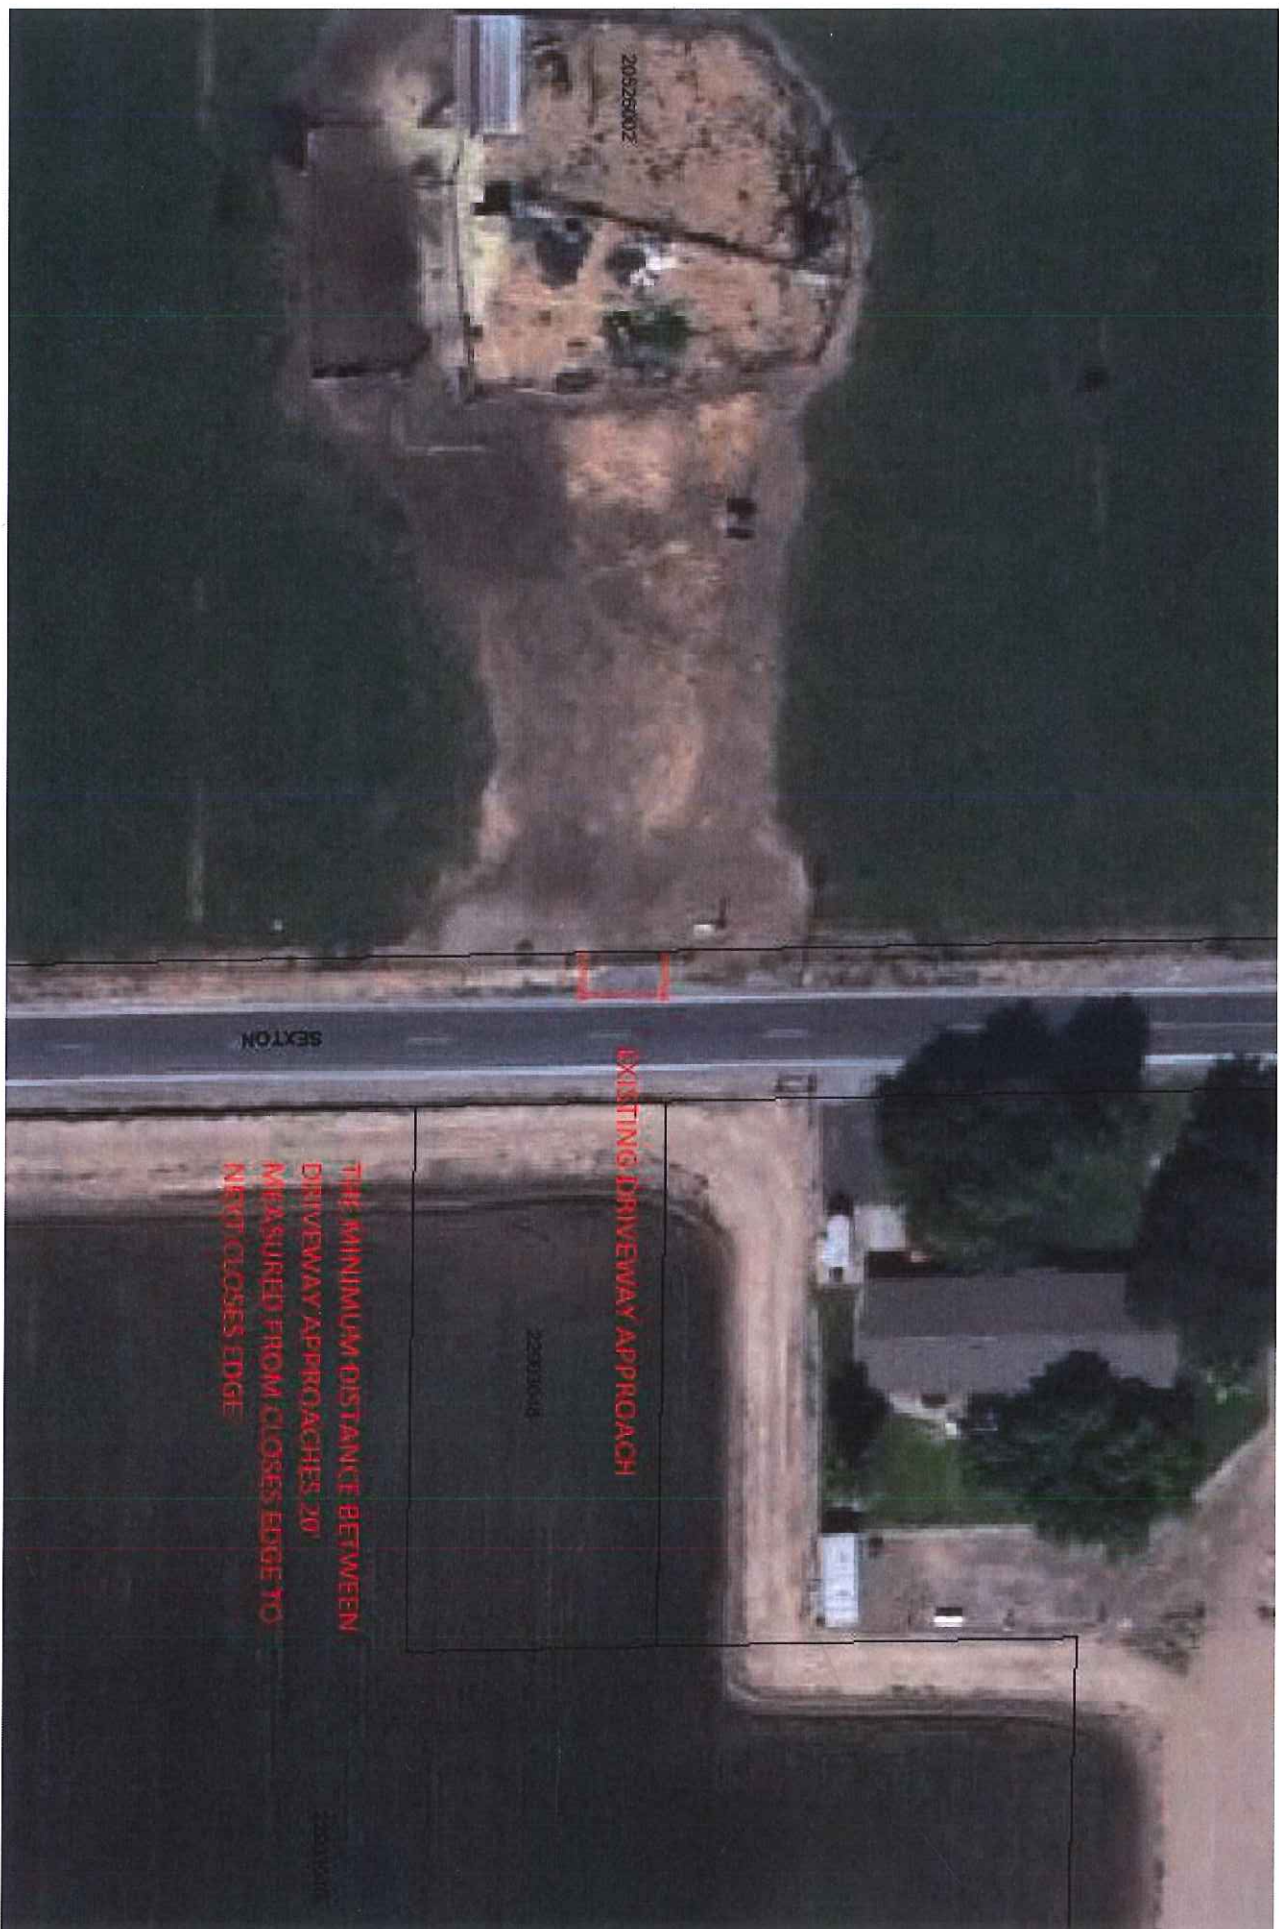 20526002
SEXTON
EXISTING DRIVEWAY APPROACH
THE MINIMUM DISTANCE BETWEEN
DRIVEWAY APPROACHES 20'
MEASURED FROM CLOSES EDGE TO
NEXT CLOSES EDGE